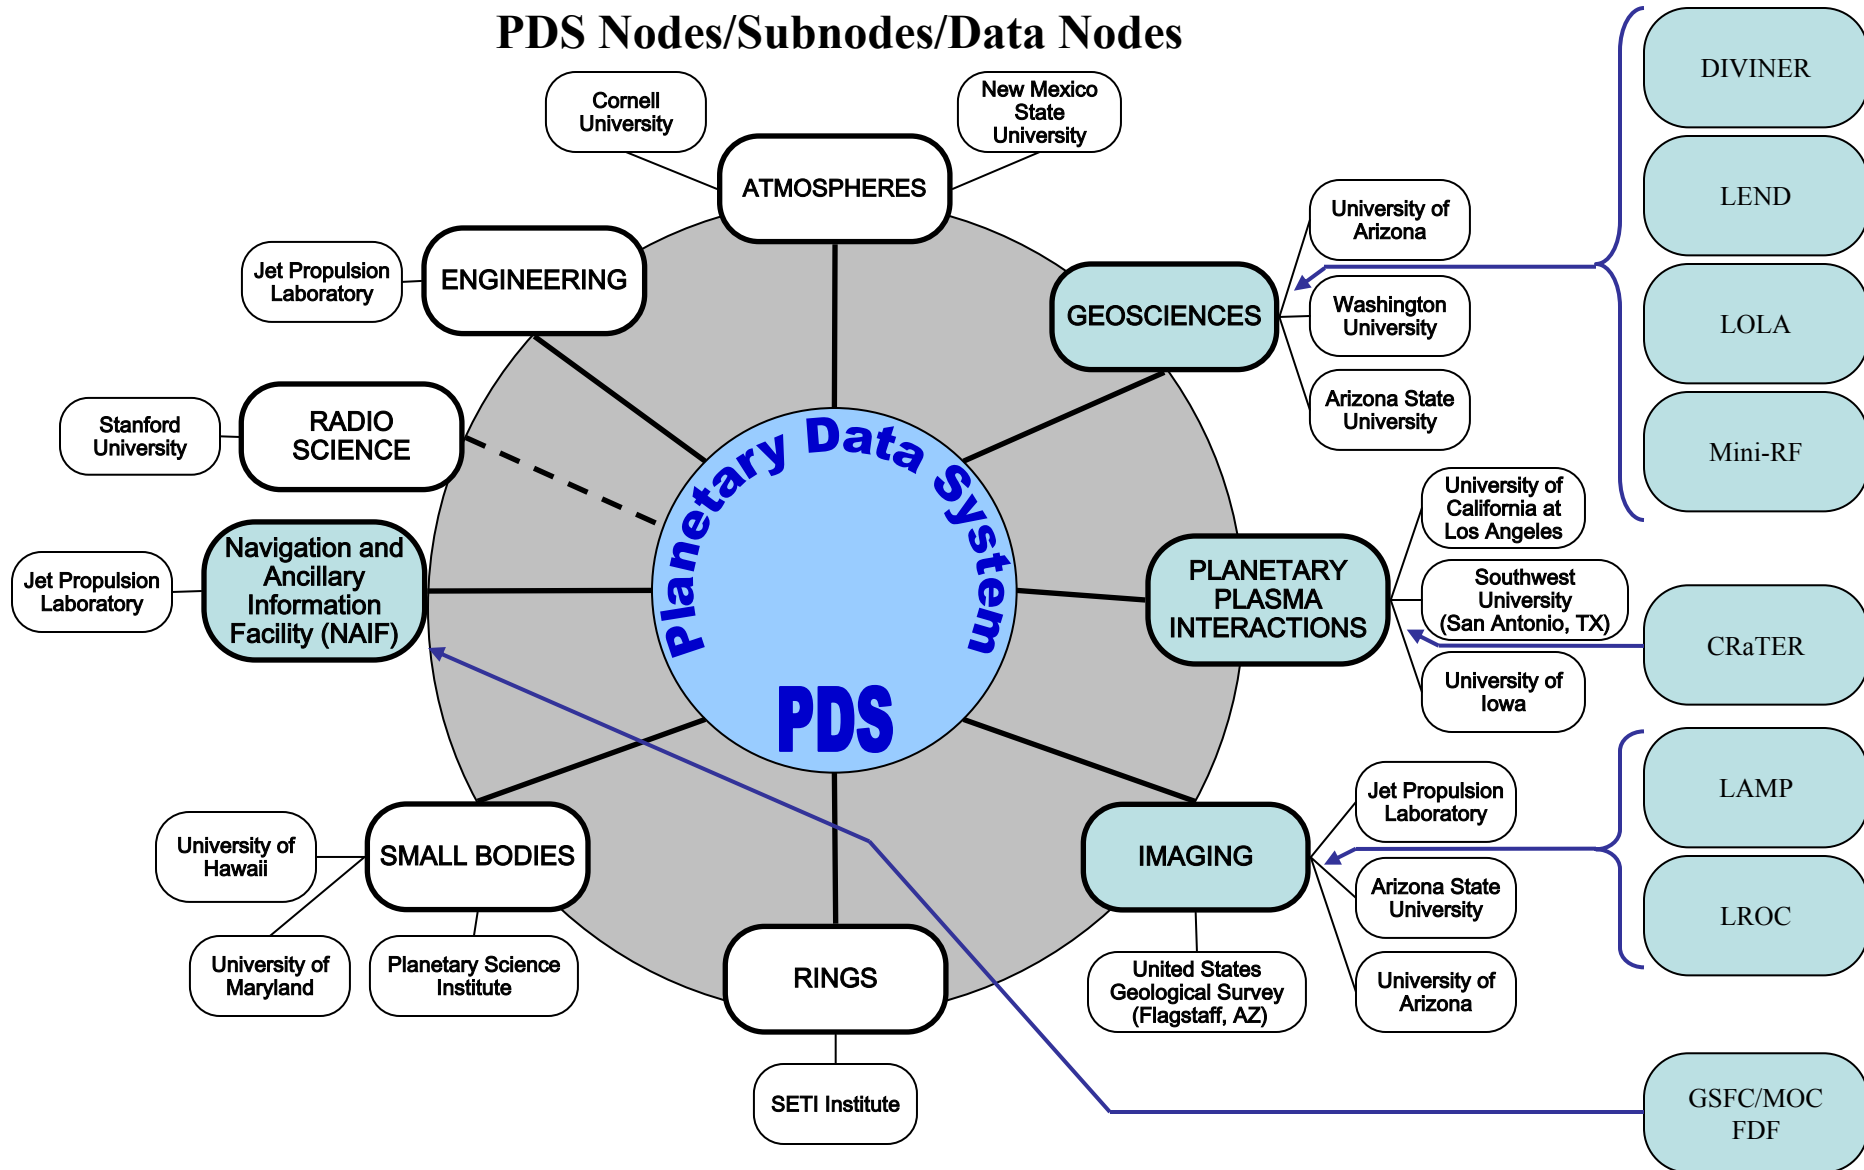 PDS Nodes/Subnodes/Data Nodes
Cornell
University
New Mexico
State
University
ATMOSPHERES
Jet Propulsion
Laboratory
ENGINEERING
GEOSCIENCES
University of
Arizona
Washington
University
Arizona State
University
Stanford
University
RADIO
SCIENCE
Jet Propulsion
Laboratory
Navigation and
Ancillary
Information
Facility (NAIF)
Planetary Data System
PDS
PLANETARY
PLASMA
INTERACTIONS
University of
California at
Los Angeles
Southwest
University
(San Antonio, TX)
University of
Iowa
University of
Hawaii
SMALL BODIES
University of
Maryland
Planetary Science
Institute
RINGS
SETI Institute
IMAGING
Jet Propulsion
Laboratory
Arizona State
University
University of
Arizona
United States
Geological Survey
(Flagstaff, AZ)
DIVINER
LEND
LOLA
Mini-RF
CRaTER
LAMP
LROC
GSFC/MOC
FDF